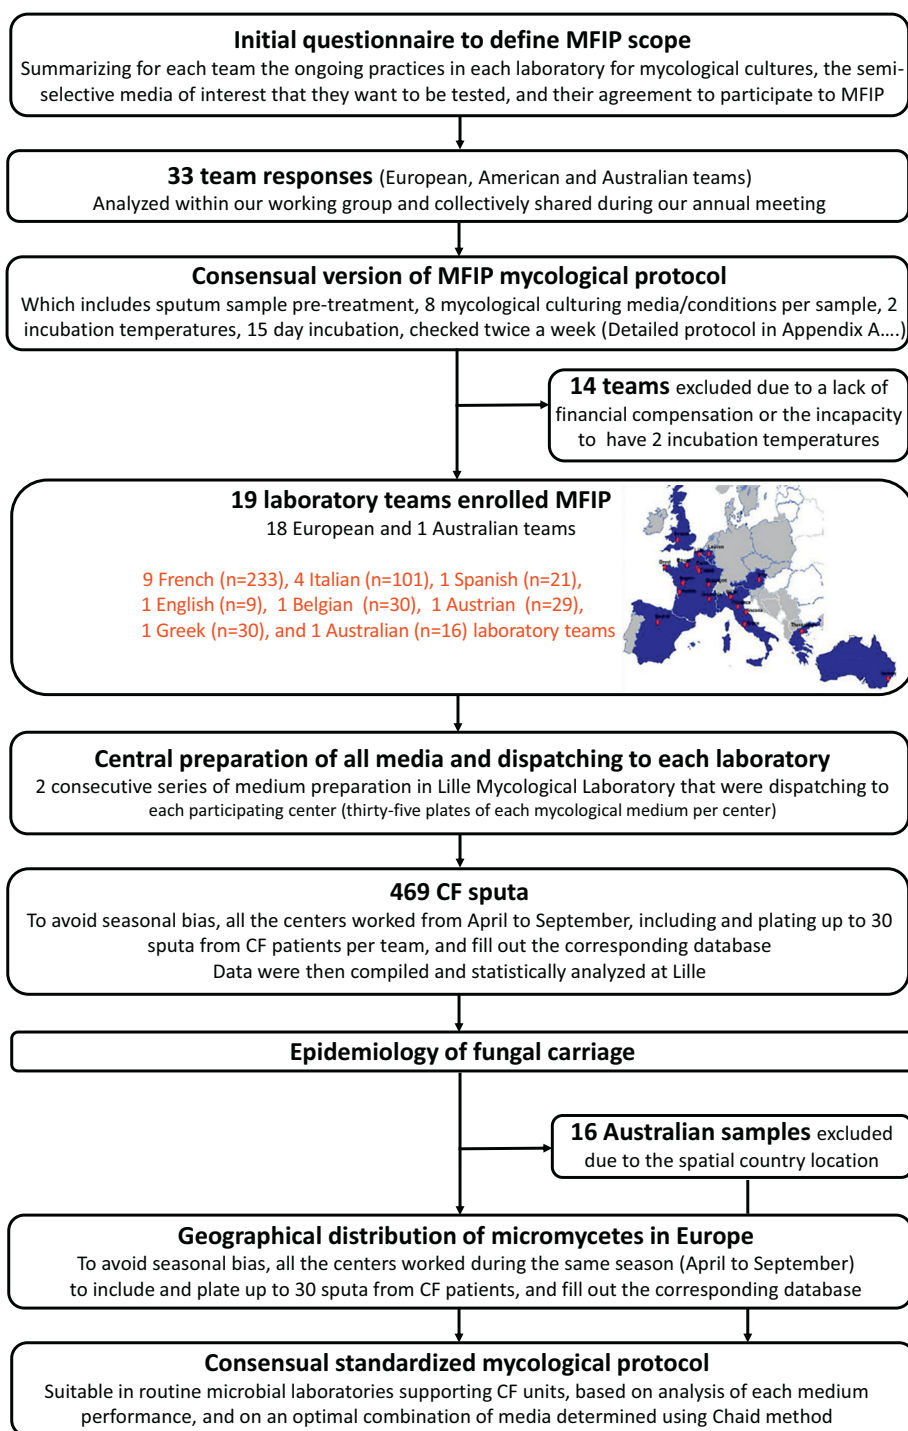 Initial questionnaire to define MFIP scope
Summarizing for each team the ongoing practices in each laboratory for mycological cultures, the semi-
selective media of interest that they want to be tested, and their agreement to participate to MFIP
33 team responses (European, American and Australian teams)
Analyzed within our working group and collectively shared during our annual meeting
Consensual version of MFIP mycological protocol
Which includes sputum sample pre-treatment, 8 mycological culturing media/conditions per sample, 2
incubation temperatures, 15 day incubation, checked twice a week (Detailed protocol in Appendix A....)
14 teams excluded due to a lack of
financial compensation or the incapacity
to have 2 incubation temperatures
19 laboratory teams enrolled MFIP
18 European and 1 Australian teams
9 French (n=233), 4 Italian (n=101), 1 Spanish (n=21),
1 English (n=9), 1 Belgian (n=30), 1 Austrian (n=29),
1 Greek (n=30), and 1 Australian (n=16) laboratory teams
Central preparation of all media and dispatching to each laboratory
2 consecutive series of medium preparation in Lille Mycological Laboratory that were dispatching to
each participating center (thirty-five plates of each mycological medium per center)
469 CF sputa
To avoid seasonal bias, all the centers worked from April to September, including and plating up to 30
sputa from CF patients per team, and fill out the corresponding database
Data were then compiled and statistically analyzed at Lille
Epidemiology of fungal carriage
16 Australian samples excluded
due to the spatial country location
Geographical distribution of micromycetes in Europe
To avoid seasonal bias, all the centers worked during the same season (April to September)
to include and plate up to 30 sputa from CF patients, and fill out the corresponding database
Consensual standardized mycological protocol
Suitable in routine microbial laboratories supporting CF units, based on analysis of each medium
performance, and on an optimal combination of media determined using Chaid method